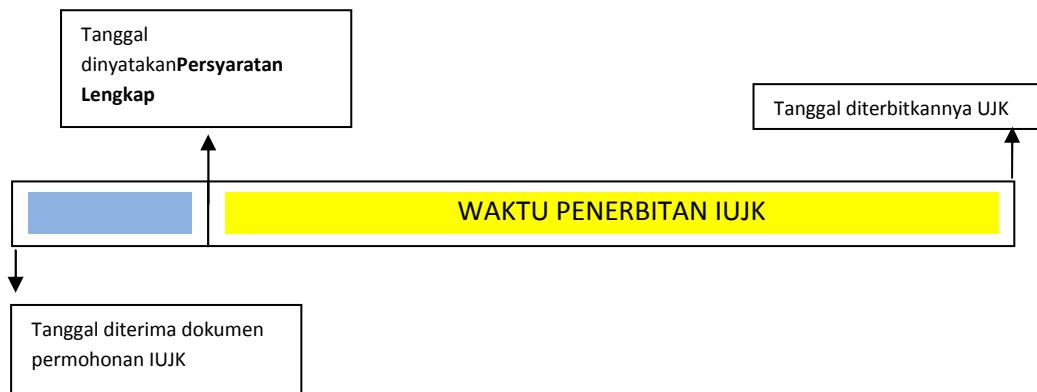 Tanggal
dinyatakanPersyaratan
Lengkap
Tanggal diterbitkannya UJK
WAKTU PENERBITAN IUJK
Tanggal diterima dokumen
permohonan IUJK